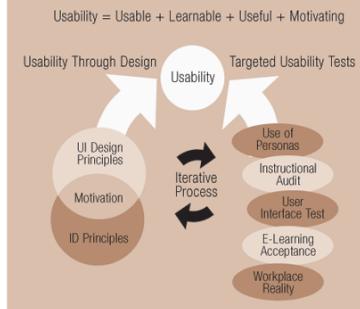 Usability = Usable + Learnable + Useful + Motivating
Usability Through Design
Usability
Targeted Usability Tests
UI Design
Principles
Motivation
ID Principles
Iterative
Process
Use of
Personas
Instructional
Audit
User
Interface Test
E-Learning
Acceptance
Workplace
Reality